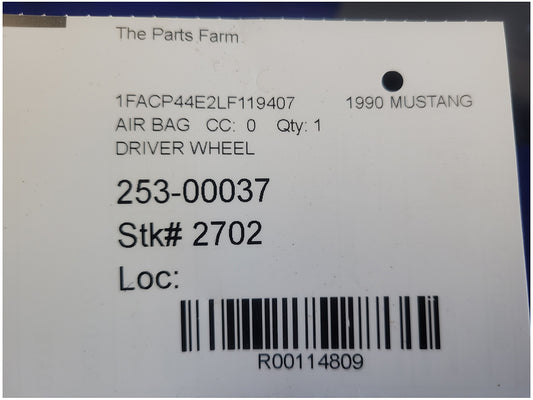 The Parts Farm
1FACP44E2LF119407 1990 MUSTANG
AIR BAG CC: 0 Qty: 1
DRIVER WHEEL
253-00037
Stk# 2702
Loc:
R00114809